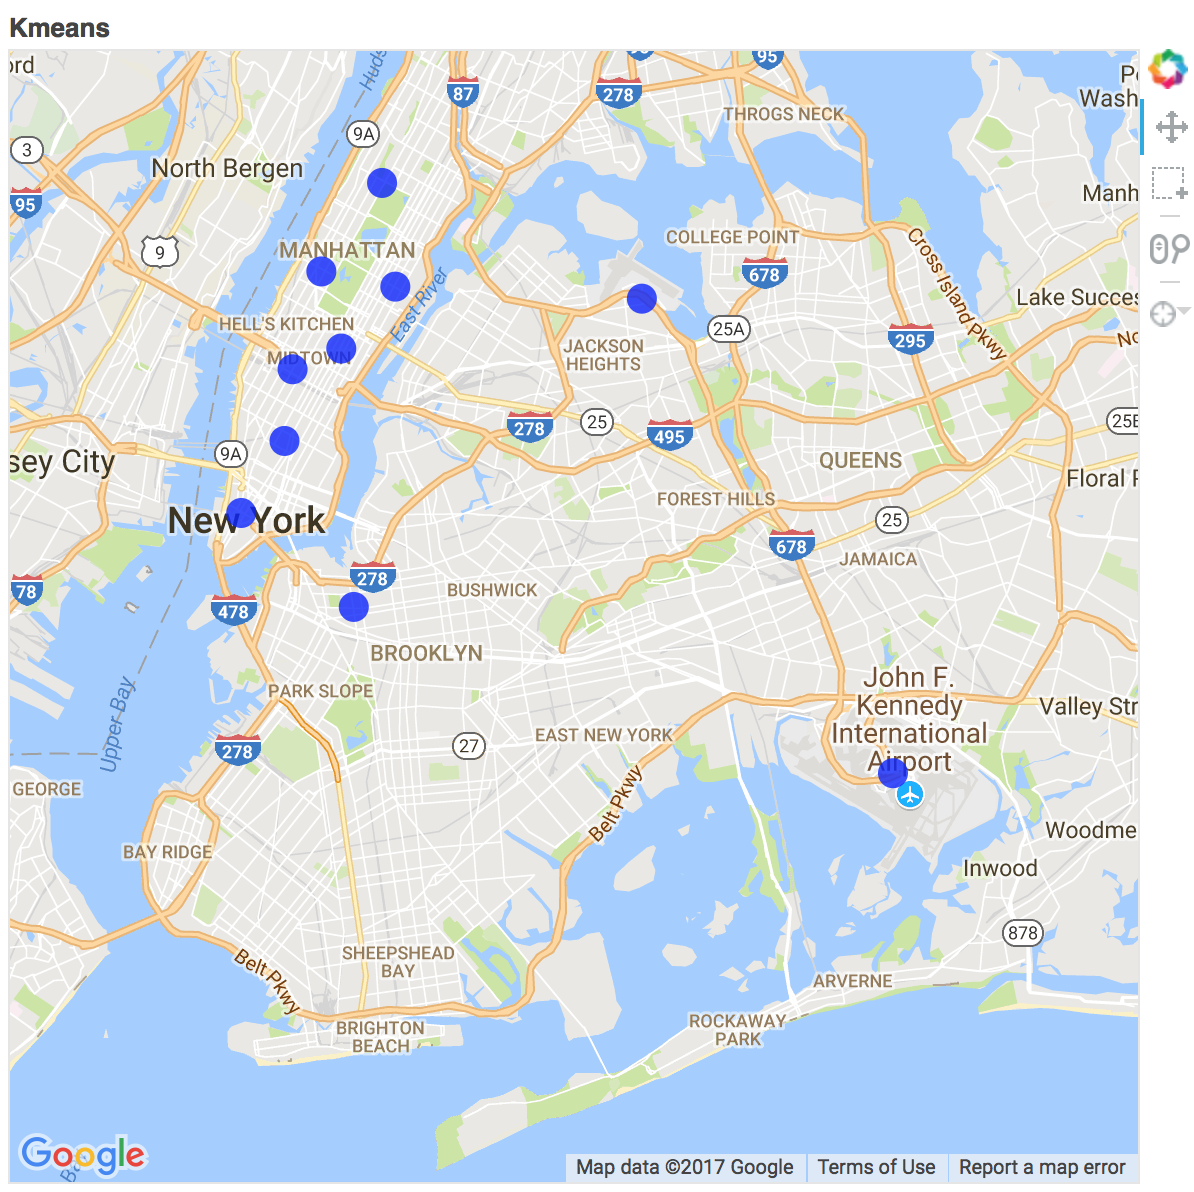 Kmeans
ord
Huds
95
87
278
P
Wash
THROGS NECK
9A
3
North Bergen
95
Manh
9
MANHATTAN
COLLEGE POINT
Cross Island Pkwy
678
East River
Lake Succes
HELL'S KITCHEN
25A
295
No
MIDTOWN
JACKSON
HEIGHTS
278
25
495
25B
9A
sey City
QUEENS
Floral P
FOREST HILLS
New York
25
678
JAMAICA
278
78
BUSHWICK
478
BROOKLYN
John F.
Kennedy
International
Airport
PARK SLOPE
Upper Bay
Valley Str
278
27
EAST NEW YORK
GEORGE
Belt Pkwy
Woodme
BAY RIDGE
Inwood
878
SHEEPSHEAD
BAY
Belt Pkwy
ARVERNE
BRIGHTON
BEACH
ROCKAWAY
PARK
Google
Map data ©2017 Google
Terms of Use
Report a map error